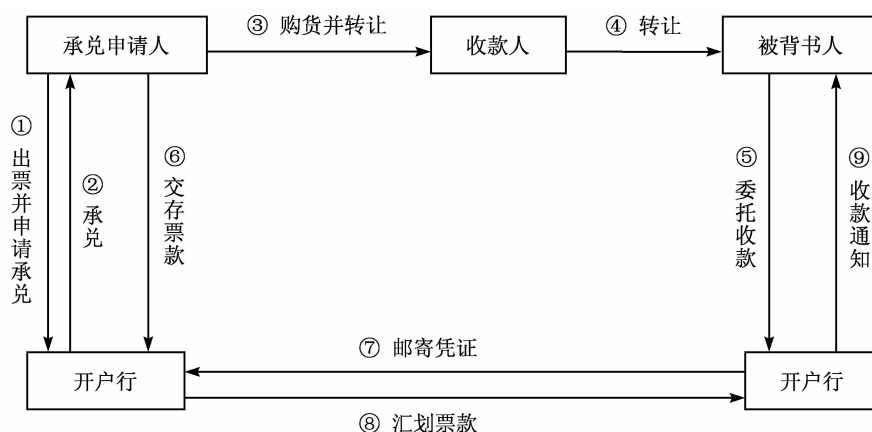 ③ 购货并转让
④ 转让
承兑申请人
收款人
被背书人
① 出票并申请承兑
② 承兑
⑥ 交存票款
⑤ 委托收款
⑨ 收款通知
⑦ 邮寄凭证
开户行
开户行
⑧ 汇划票款